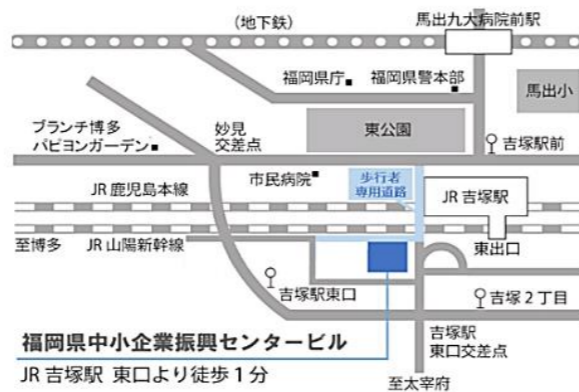 （地下鉄）
馬出九大病院前駅
福岡県庁
福岡県警本部
馬出小
ブランチ博多
パピヨンガーデン
妙見
交差点
東公園
吉塚駅前
市民病院
歩行者
専用道路
JR 鹿児島本線
JR 吉塚駅
至博多
JR 山陽新幹線
東出口
吉塚駅東口
吉塚２丁目
福岡県中小企業振興センタービル
JR 吉塚駅 東口より徒歩 1 分
吉塚駅
東口交差点
至太宰府